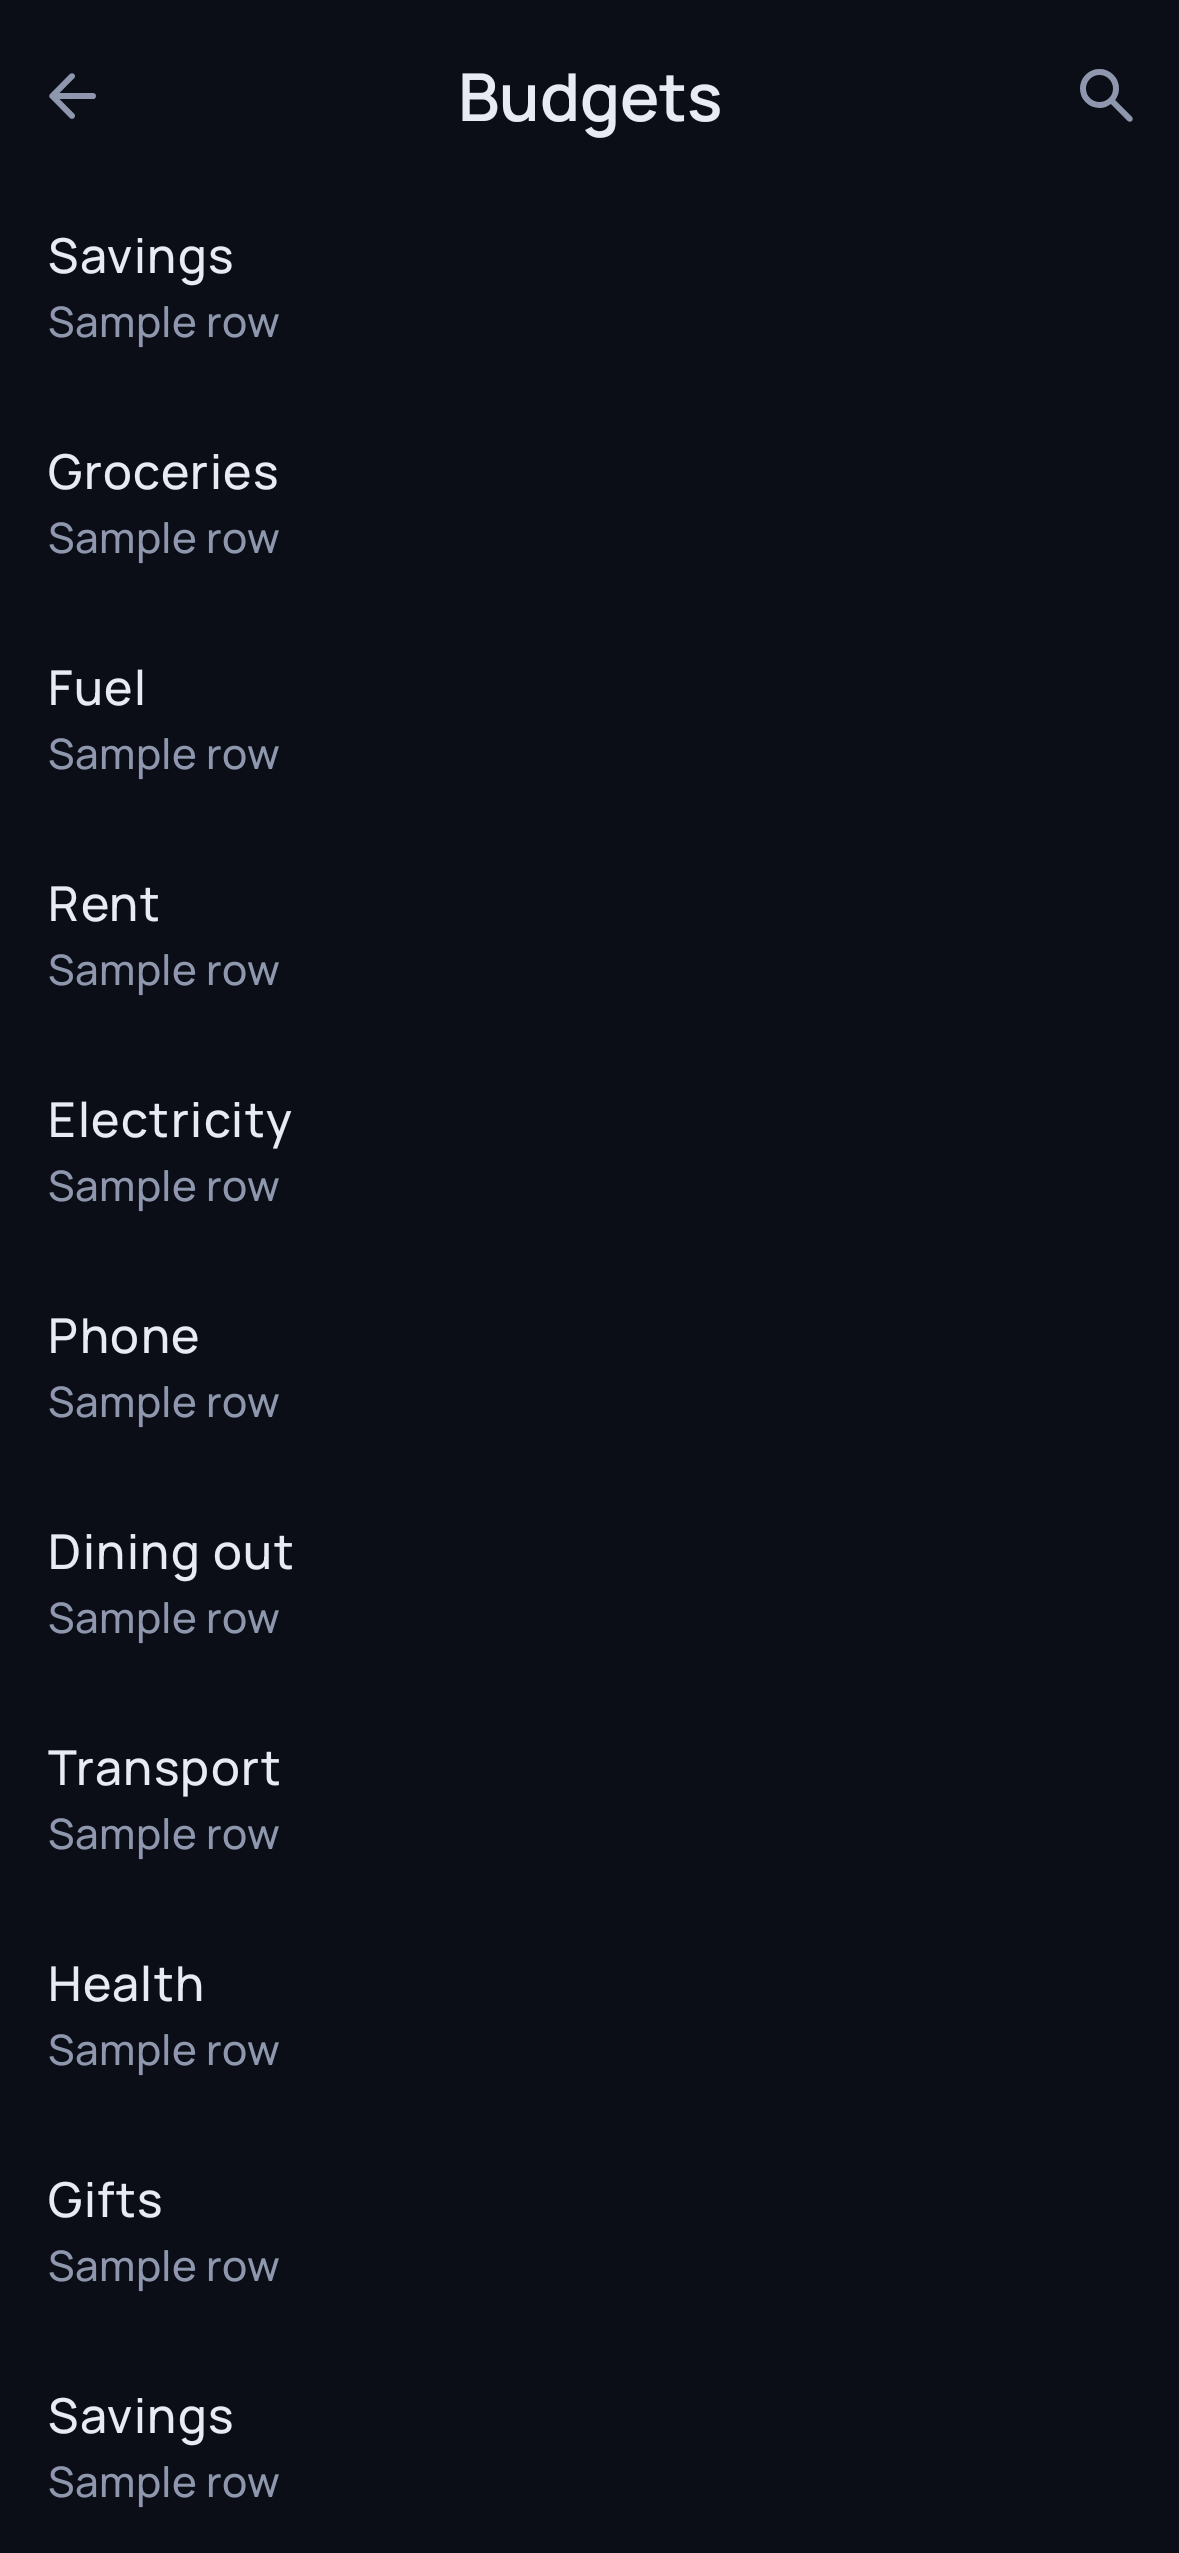 Budgets
Savings
Sample row
Groceries
Sample row
Fuel
Sample row
Rent
Sample row
Electricity
Sample row
Phone
Sample row
Dining out
Sample row
Transport
Sample row
Health
Sample row
Gifts
Sample row
Savings
Sample row